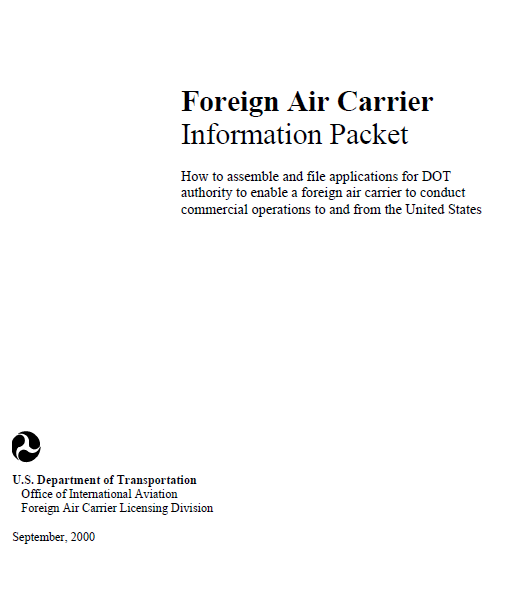 Foreign Air Carrier
Information Packet
How to assemble and file applications for DOT
authority to enable a foreign air carrier to conduct
commercial operations to and from the United States
U.S. Department of Transportation
Office of International Aviation
Foreign Air Carrier Licensing Division
September, 2000